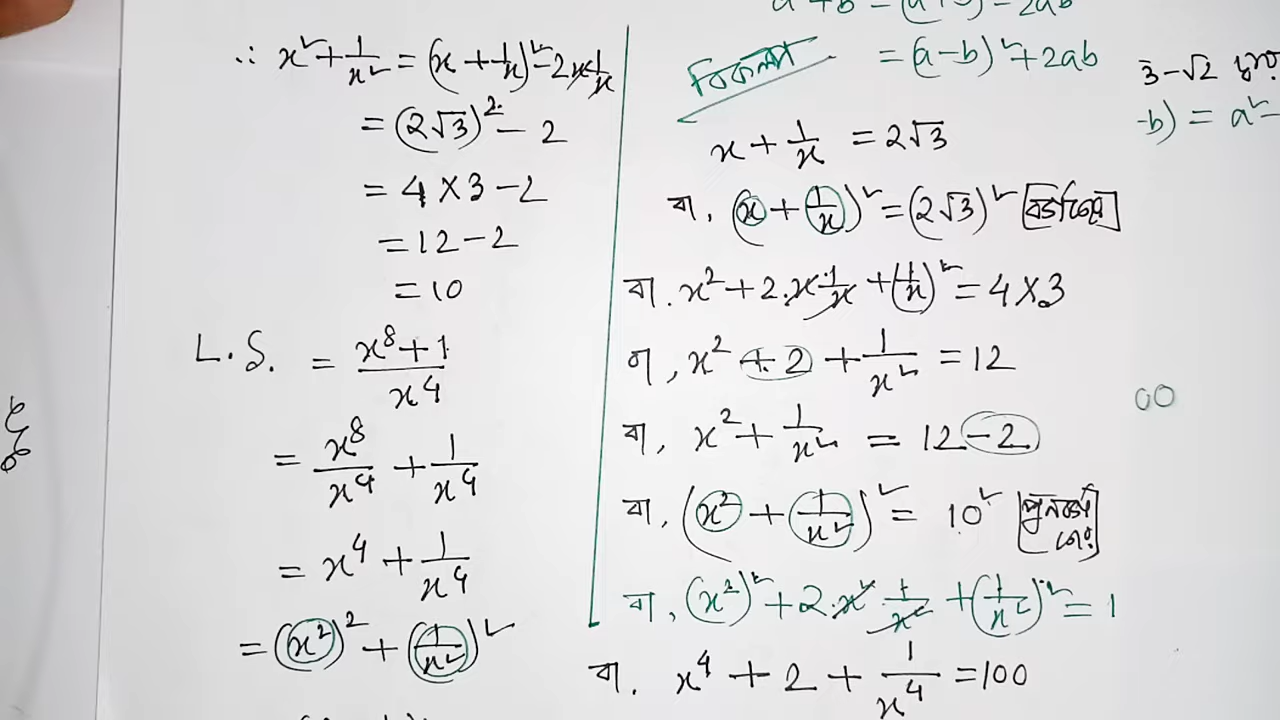 ∴ x² + 1/x² = (x + 1/x)² - 2·x·1/x
= (2√3)² - 2
= 4 × 3 - 2
= 12 - 2
= 10
L.S. = (x⁸ + 1)/x⁴
= x⁸/x⁴ + 1/x⁴
= x⁴ + 1/x⁴
= (x²)² + (1/x²)²
= (a-b)² + 2ab
বিকল্প
x + 1/x = 2√3
বা, (x + 1/x)² = (2√3)² [বর্গ করে]
বা, x² + 2·x·1/x + (1/x)² = 4 × 3
বা, x² + 2 + 1/x² = 12
বা, x² + 1/x² = 12 - 2
বা, (x² + 1/x²)² = 10²
বা, (x²)² + 2·x²·1/x² + (1/x²)² = 1
বা, x⁴ + 2 + 1/x⁴ = 100
3 - √2
-b) = a² -
00